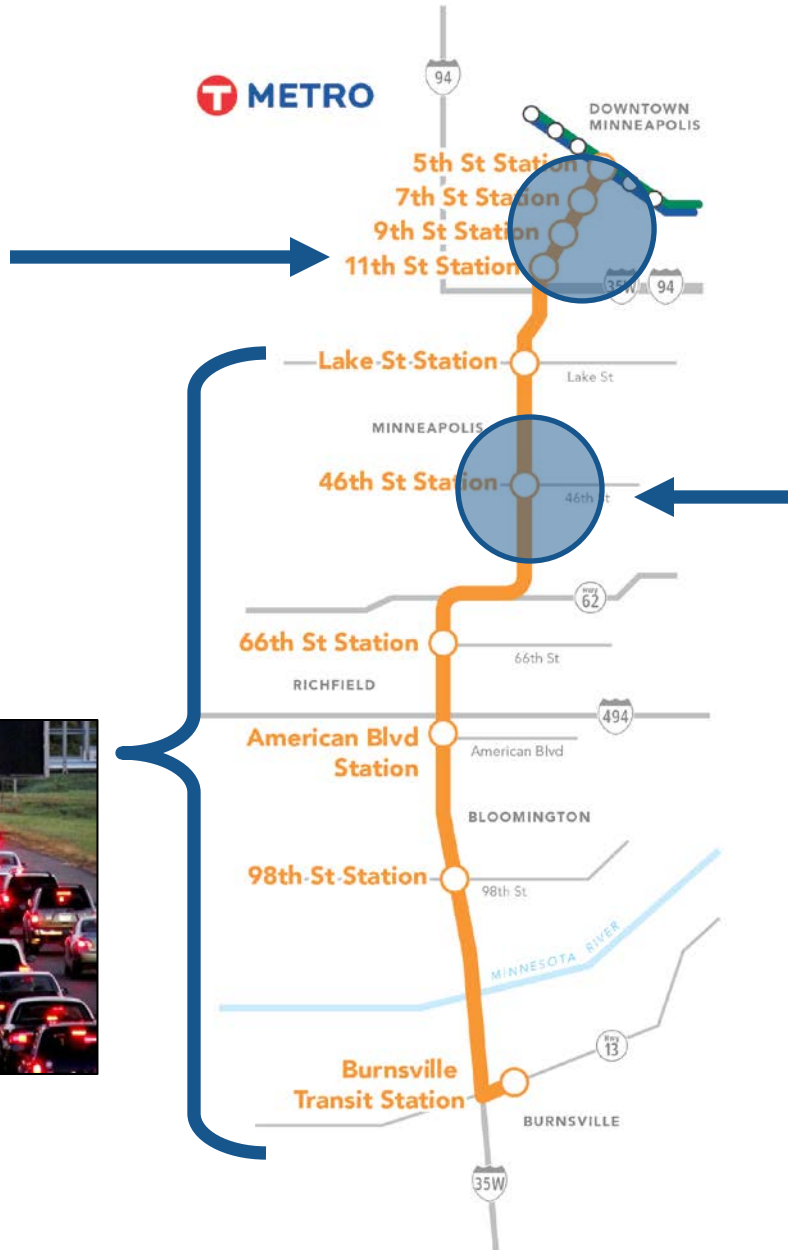 94
T METRO
DOWNTOWN
MINNEAPOLIS
5th St Station
7th St Station
9th St Station
11th St Station
35W
94
Lake St Station
Lake St
MINNEAPOLIS
46th St Station
46th St
Hwy
62
66th St Station
66th St
RICHFIELD
494
American Blvd
Station
American Blvd
BLOOMINGTON
98th St Station
98th St
MINNESOTA RIVER
Hwy
13
Burnsville
Transit Station
BURNSVILLE
35W